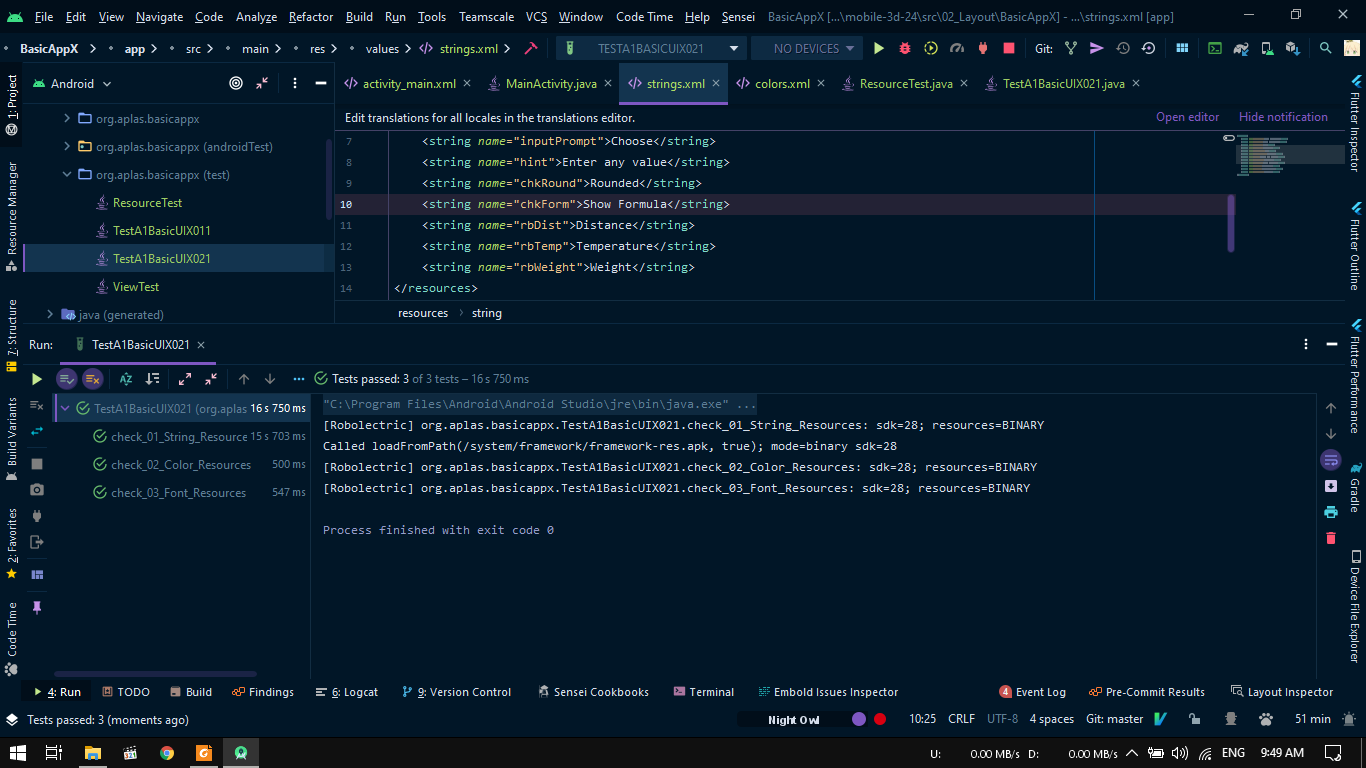 File Edit View Navigate Code Analyze Refactor Build Run Tools Teamscale VCS Window Code Time Help Sensei BasicAppX [...\mobile-3d-24\src\02_Layout\BasicAppX] - ...\strings.xml [app]
BasicAppX app src main res values strings.xml TESTA1BASICUIX021 NO DEVICES Git:
Android
activity_main.xml MainActivity.java strings.xml colors.xml ResourceTest.java TestA1BasicUIX021.java
Edit translations for all locales in the translations editor. Open editor Hide notification
org.aplas.basicappx
org.aplas.basicappx (androidTest)
org.aplas.basicappx (test)
ResourceTest
TestA1BasicUIX011
TestA1BasicUIX021
ViewTest
java (generated)
7 <string name="inputPrompt">Choose</string>
8 <string name="hint">Enter any value</string>
9 <string name="chkRound">Rounded</string>
10 <string name="chkForm">Show Formula</string>
11 <string name="rbDist">Distance</string>
12 <string name="rbTemp">Temperature</string>
13 <string name="rbWeight">Weight</string>
14 </resources>
resources string
Run: TestA1BasicUIX021
Tests passed: 3 of 3 tests – 16 s 750 ms
TestA1BasicUIX021 (org.aplas 16 s 750 ms
check_01_String_Resource 15 s 703 ms
check_02_Color_Resources 500 ms
check_03_Font_Resources 547 ms
"C:\Program Files\Android\Android Studio\jre\bin\java.exe" ...
[Robolectric] org.aplas.basicappx.TestA1BasicUIX021.check_01_String_Resources: sdk=28; resources=BINARY
Called loadFromPath(/system/framework/framework-res.apk, true); mode=binary sdk=28
[Robolectric] org.aplas.basicappx.TestA1BasicUIX021.check_02_Color_Resources: sdk=28; resources=BINARY
[Robolectric] org.aplas.basicappx.TestA1BasicUIX021.check_03_Font_Resources: sdk=28; resources=BINARY
Process finished with exit code 0
1: Project
Resource Manager
7: Structure
Build Variants
2: Favorites
Code Time
Flutter Inspector
Flutter Outline
Flutter Performance
Gradle
Device File Explorer
4: Run TODO Build Findings 6: Logcat 9: Version Control Sensei Cookbooks Terminal Embold Issues Inspector 4 Event Log Pre-Commit Results Layout Inspector
Tests passed: 3 (moments ago) Night Owl 10:25 CRLF UTF-8 4 spaces Git: master 51 min
U: 0.00 MB/s D: 0.00 MB/s ENG 9:49 AM